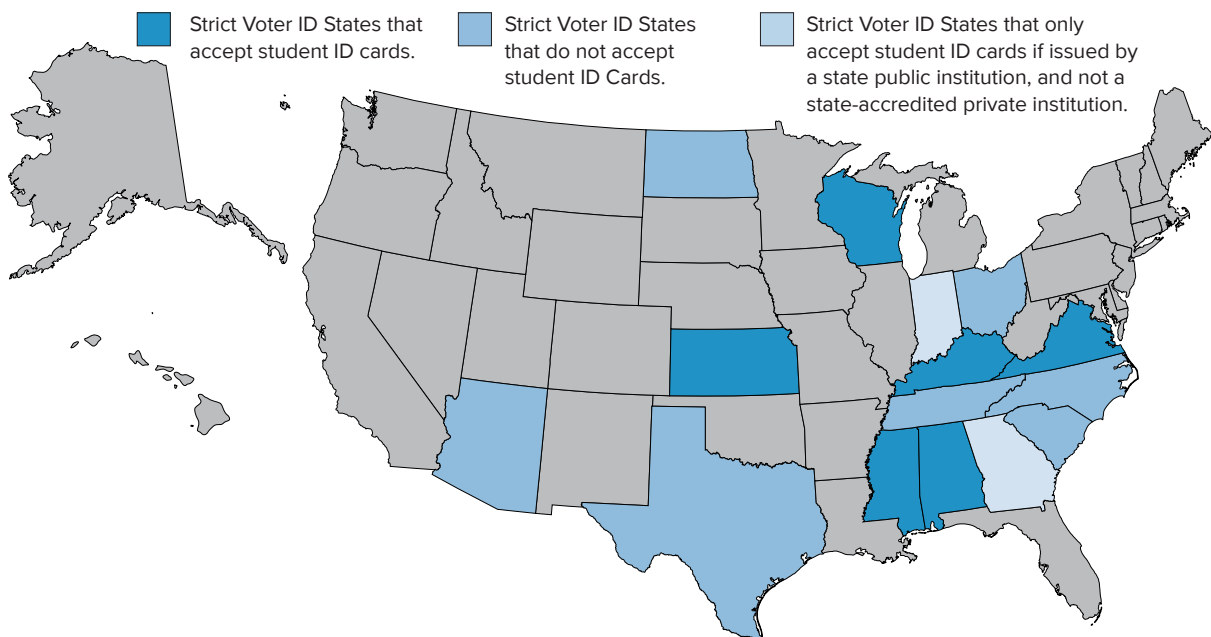 Strict Voter ID States that
accept student ID cards.
Strict Voter ID States
that do not accept
student ID Cards.
Strict Voter ID States that only
accept student ID cards if issued by
a state public institution, and not a
state-accredited private institution.